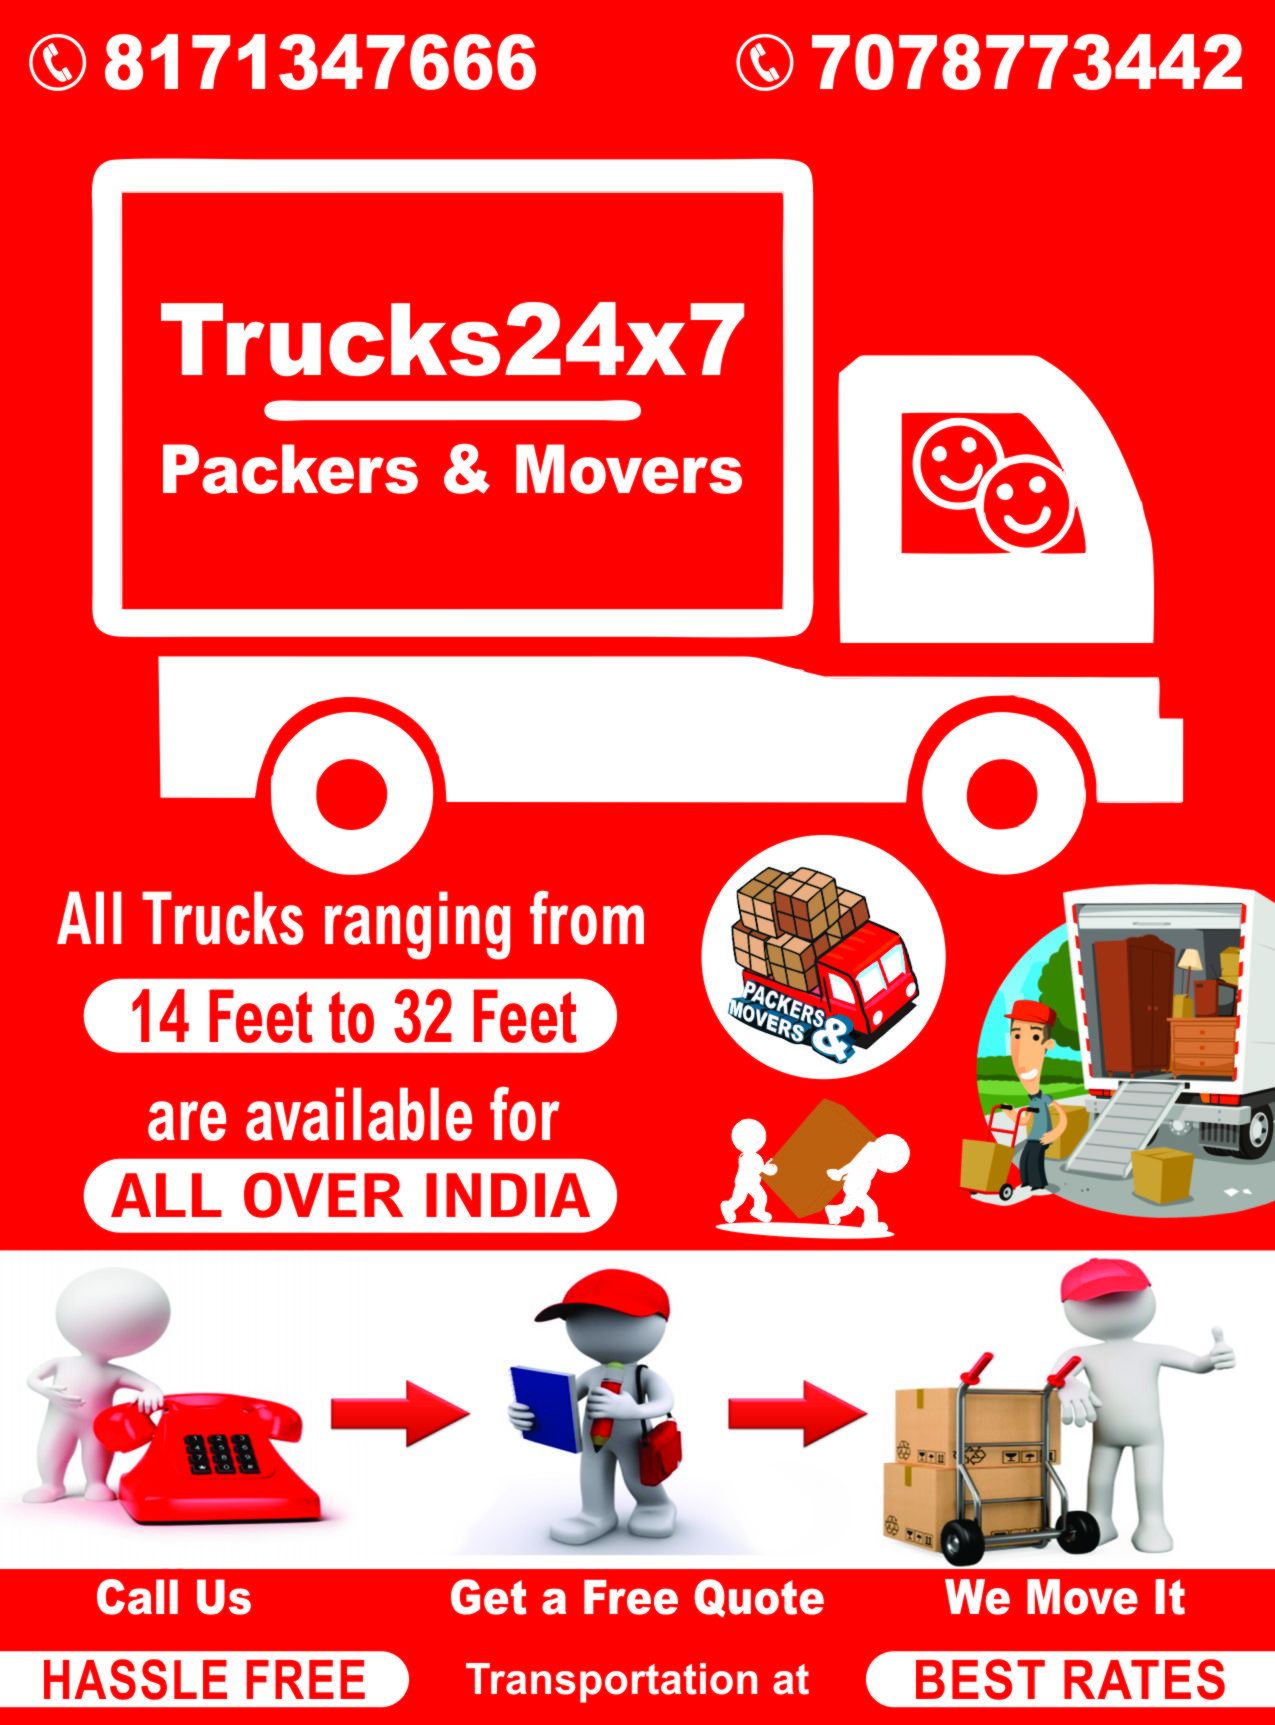 8171347666 7078773442
Trucks24x7
Packers & Movers
All Trucks ranging from
14 Feet to 32 Feet
are available for
ALL OVER INDIA
PACKERS
MOVERS &
Call Us Get a Free Quote We Move It
HASSLE FREE Transportation at BEST RATES